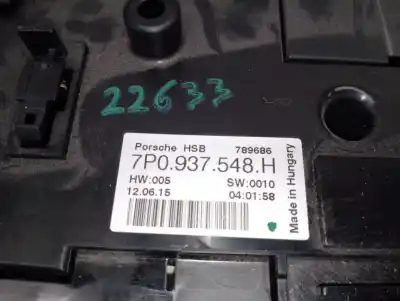 22633
Porsche HSB 789686
7P0.937.548.H
HW:005 SW:0010
12.06.15 04:01:58
Made in Hungary